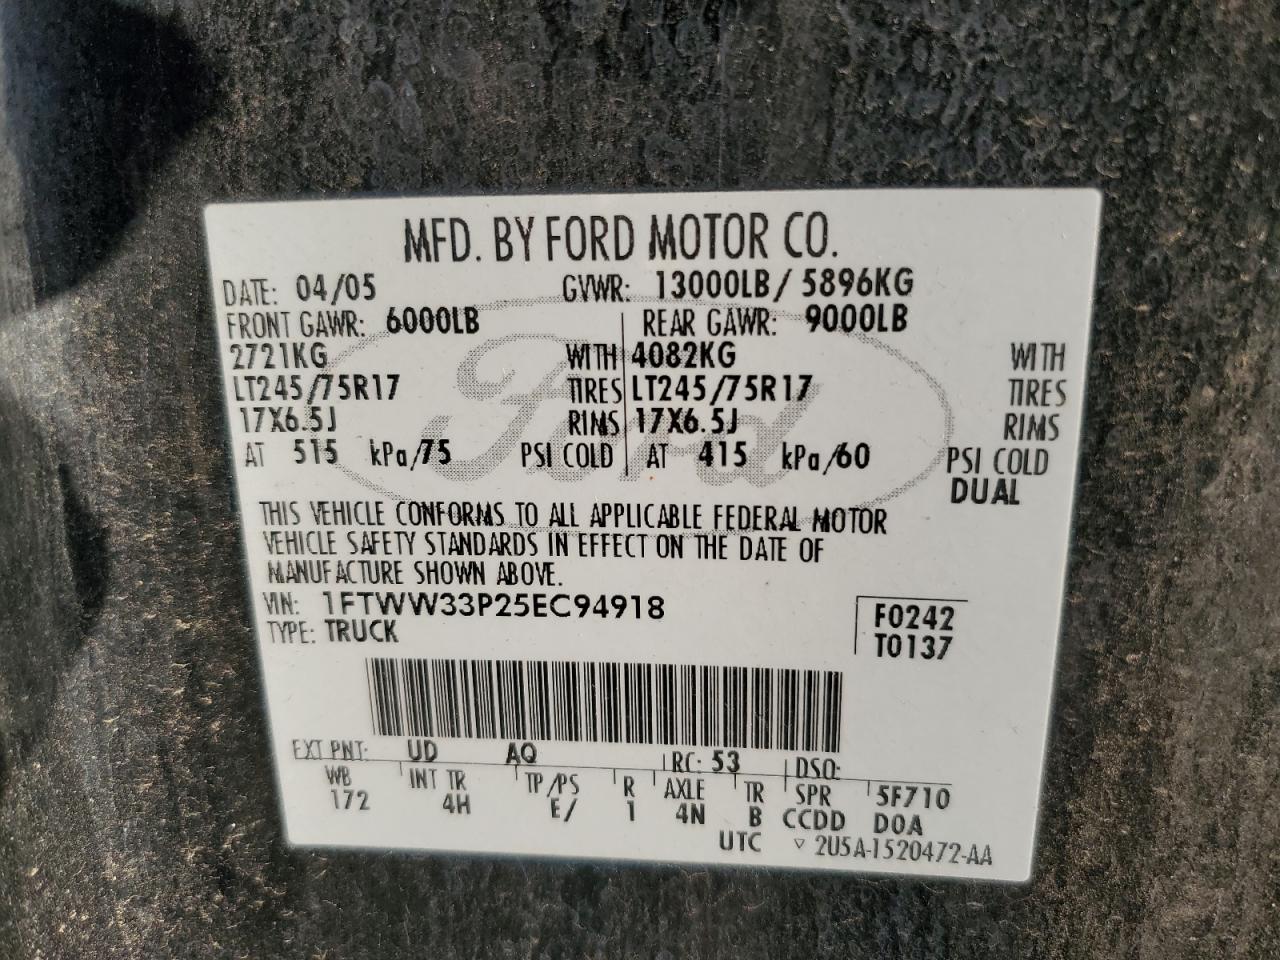 MFD. BY FORD MOTOR CO.
DATE: 04/05 GVWR: 13000LB/ 5896KG
FRONT GAWR: 6000LB REAR GAWR: 9000LB
2721KG WITH 4082KG WITH
LT245/75R17 TIRES LT245/75R17 TIRES
17X6.5J RIMS 17X6.5J RIMS
AT 515 kPa/75 PSI COLD AT 415 kPa/60 PSI COLD
DUAL
Ford
THIS VEHICLE CONFORMS TO ALL APPLICABLE FEDERAL MOTOR
VEHICLE SAFETY STANDARDS IN EFFECT ON THE DATE OF
MANUFACTURE SHOWN ABOVE.
VIN: 1FTWW33P25EC94918 F0242
TYPE: TRUCK T0137
EXT PNT: UD AQ RC: 53 DSO:
WB INT TR TP/PS R AXLE TR SPR 5F710
172 4H E/ 1 4N B CCDD D0A
UTC ▽ 2U5A-1520472-AA